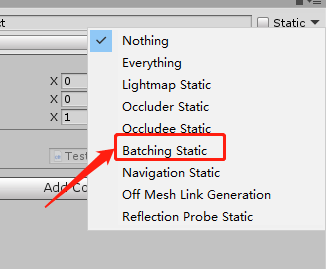 ct
Static
Nothing
Everything
Lightmap Static
X 0
Occluder Static
X 0
Occludee Static
X 1
Batching Static
Test
Navigation Static
Add Co
Off Mesh Link Generation
Reflection Probe Static